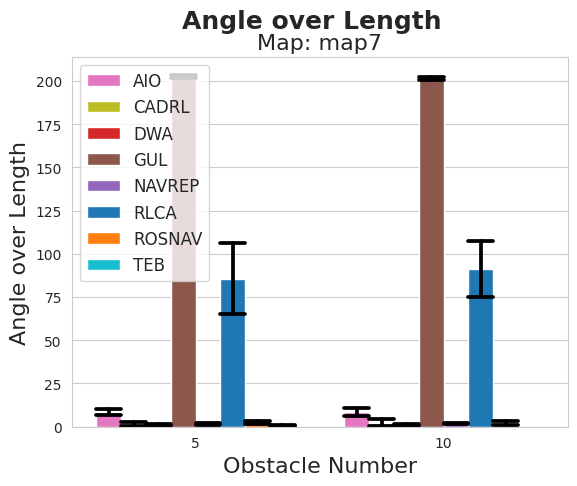 Angle over Length
Map: map7
Angle over Length
200
175
150
125
100
75
50
25
0
AIO
CADRL
DWA
GUL
NAVREP
RLCA
ROSNAV
TEB
5
10
Obstacle Number